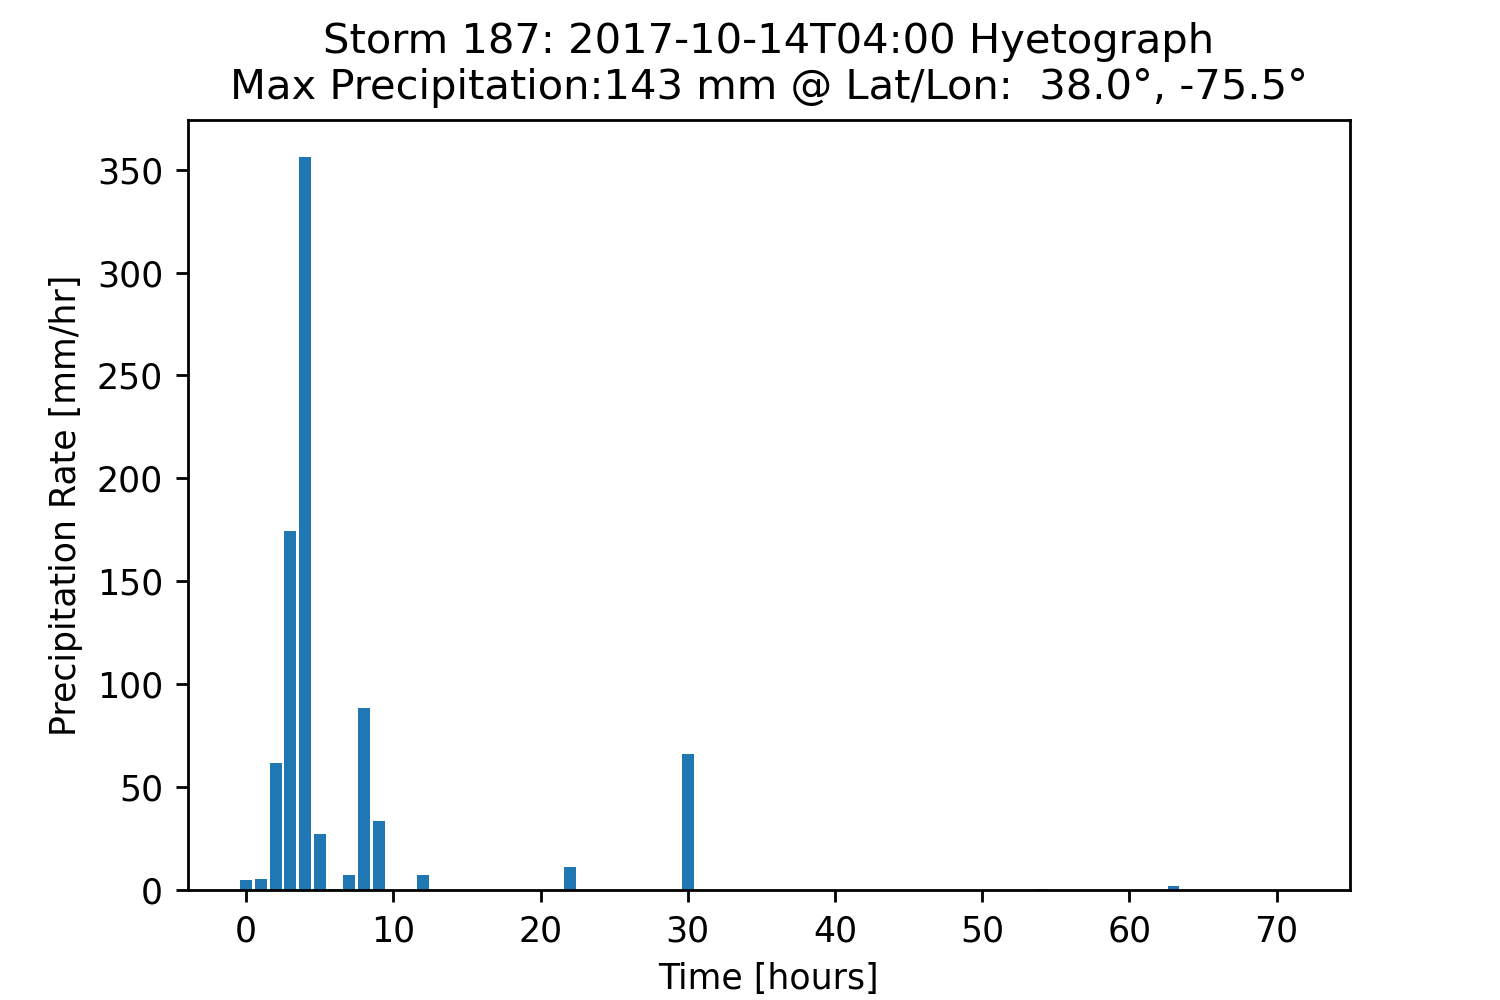 Storm 187: 2017-10-14T04:00 Hyetograph
Max Precipitation:143 mm @ Lat/Lon:  38.0°, -75.5°
Precipitation Rate [mm/hr]
350
300
250
200
150
100
50
0
0 10 20 30 40 50 60 70
Time [hours]